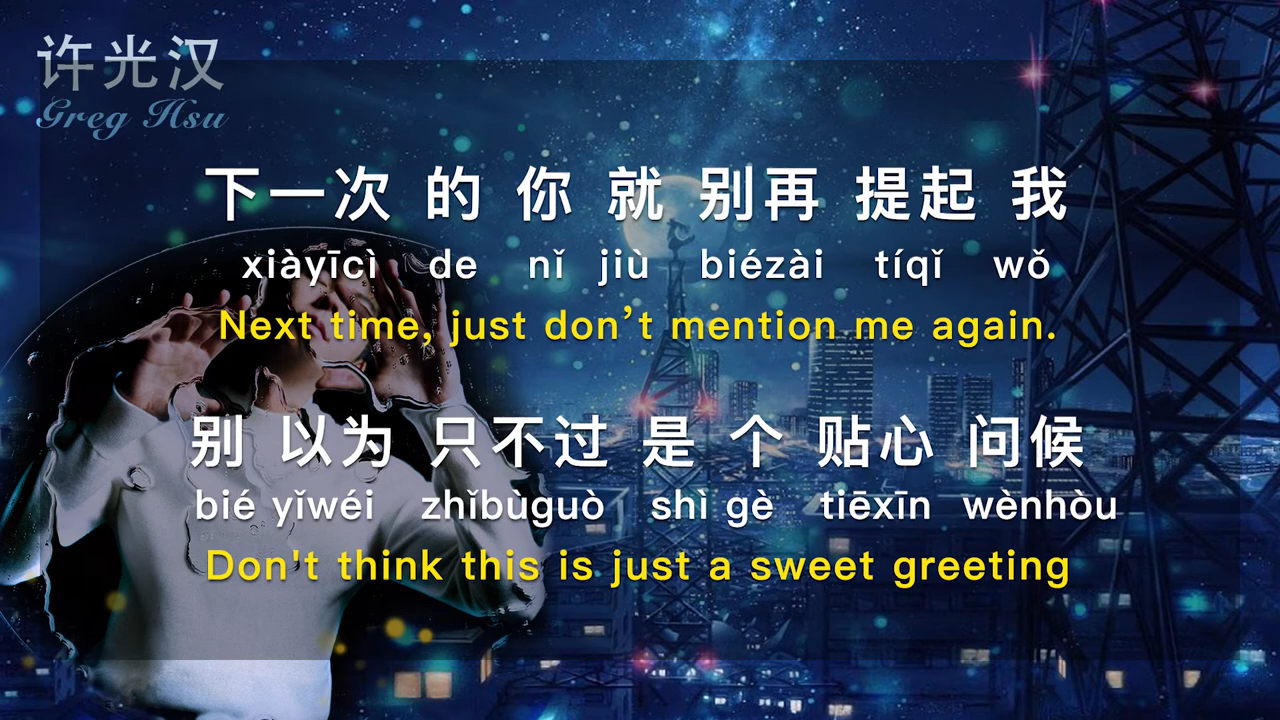 许光汉
Greg Hsu
下一次 的 你 就 别再 提起 我
xiàyīcì de nǐ jiù biézài tíqǐ wǒ
Next time, just don’t mention me again.
别 以为 只不过 是 个 贴心 问候
bié yǐwéi zhǐbùguò shì gè tiēxīn wènhòu
Don't think this is just a sweet greeting